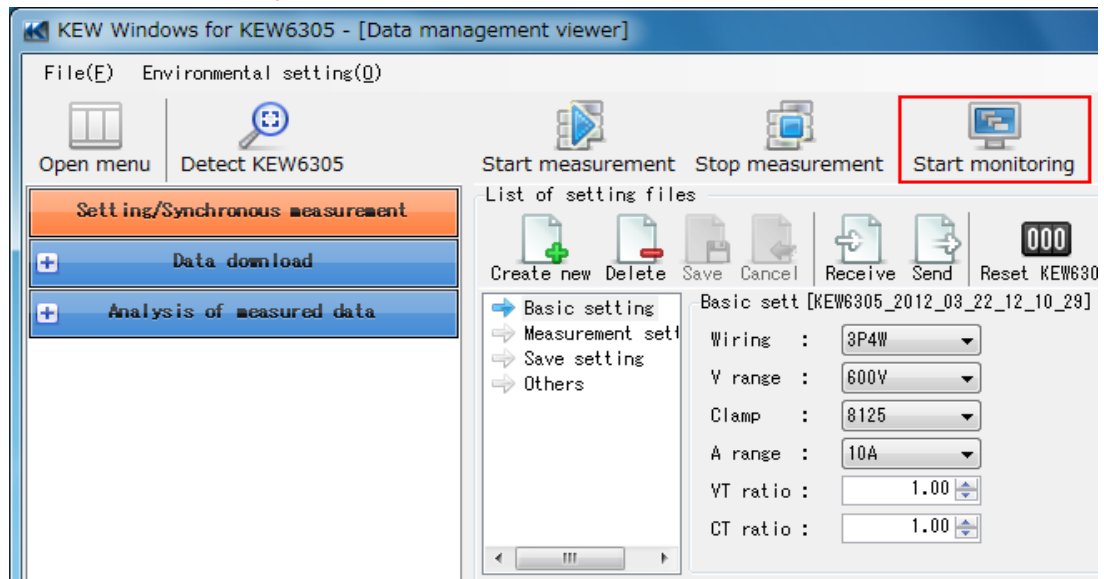 KEW Windows for KEW6305 - [Data management viewer]
File(F) Environmental setting(O)
Open menu Detect KEW6305 Start measurement Stop measurement Start monitoring
Setting/Synchronous measurement
Data download
Analysis of measured data
List of setting files
Create new Delete Save Cancel Receive Send 000 Reset KEW630
Basic setting
Measurement sett
Save setting
Others
Basic sett [KEW6305_2012_03_22_12_10_29]
Wiring : 3P4W
V range : 600V
Clamp : 8125
A range : 10A
VT ratio : 1.00
CT ratio : 1.00